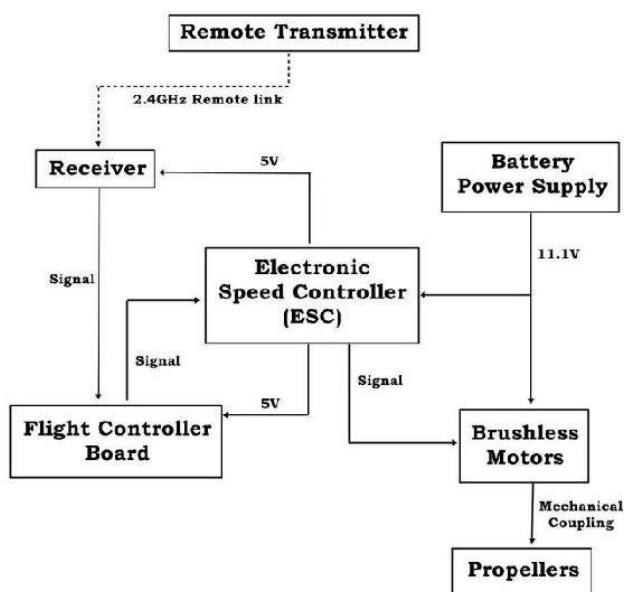 Remote Transmitter
2.4GHz Remote link
Receiver
5V
Battery
Power Supply
11.1V
Electronic
Speed Controller
(ESC)
Signal
Signal
5V
Signal
Flight Controller
Board
Brushless
Motors
Mechanical
Coupling
Propellers